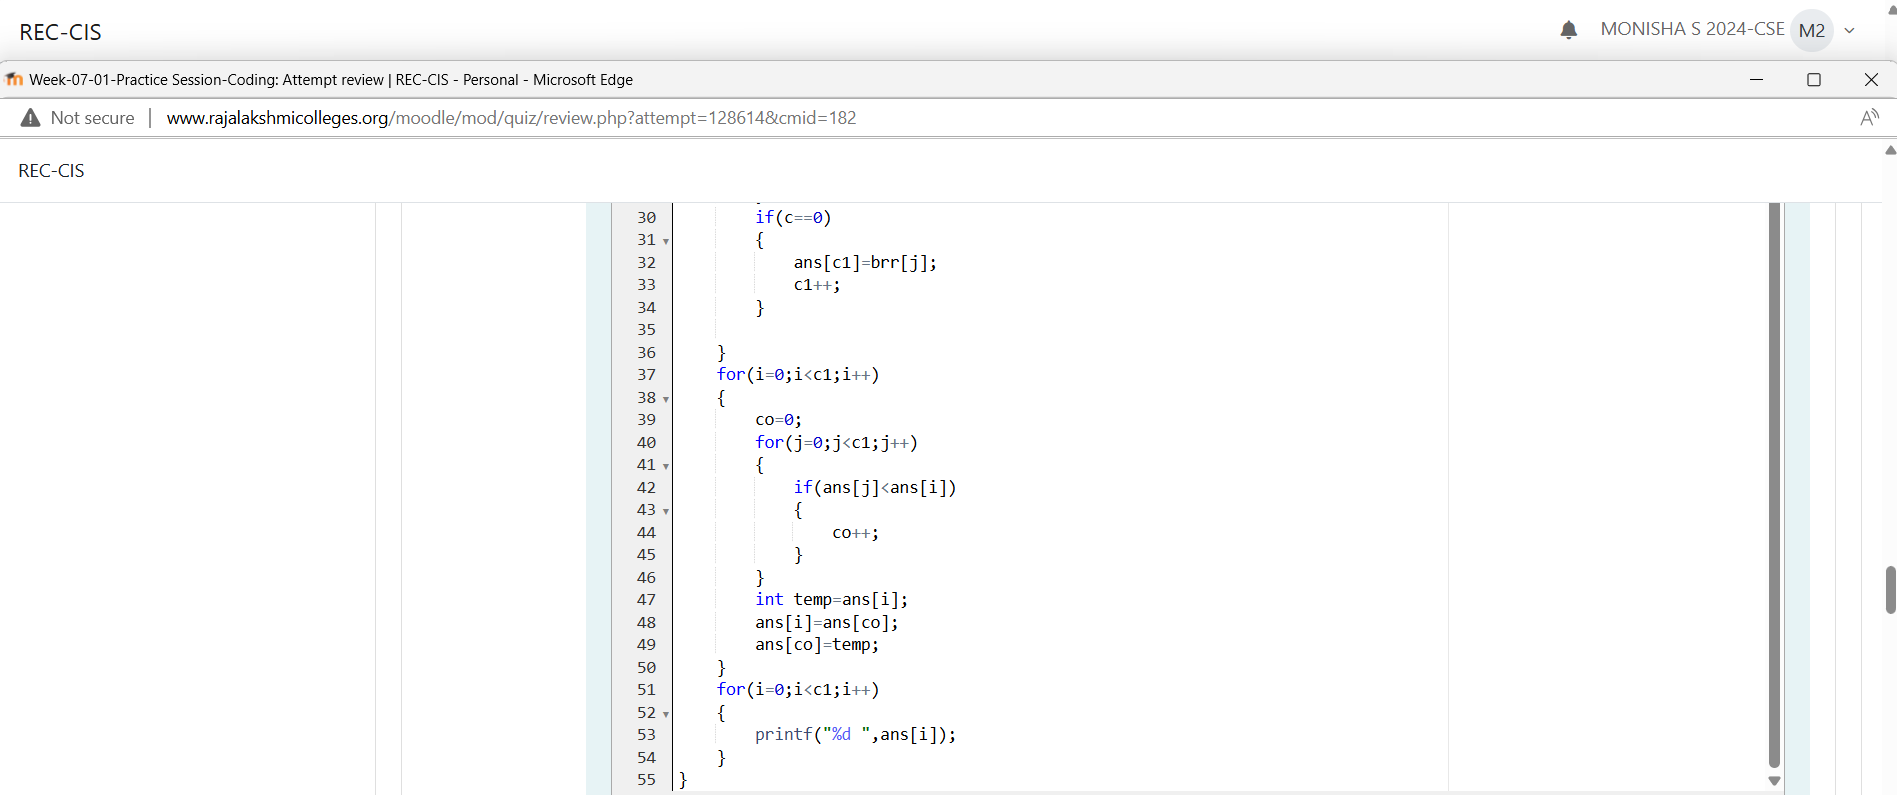 REC-CIS
MONISHA S 2024-CSE M2
Week-07-01-Practice Session-Coding: Attempt review | REC-CIS - Personal - Microsoft Edge
Not secure | www.rajalakshmicolleges.org/moodle/mod/quiz/review.php?attempt=128614&cmid=182
REC-CIS
30 if(c==0)
31 {
32 ans[c1]=brr[j];
33 c1++;
34 }
35
36 }
37 for(i=0;i<c1;i++)
38 {
39 co=0;
40 for(j=0;j<c1;j++)
41 {
42 if(ans[j]<ans[i])
43 {
44 co++;
45 }
46 }
47 int temp=ans[i];
48 ans[i]=ans[co];
49 ans[co]=temp;
50 }
51 for(i=0;i<c1;i++)
52 {
53 printf("%d ",ans[i]);
54 }
55 }